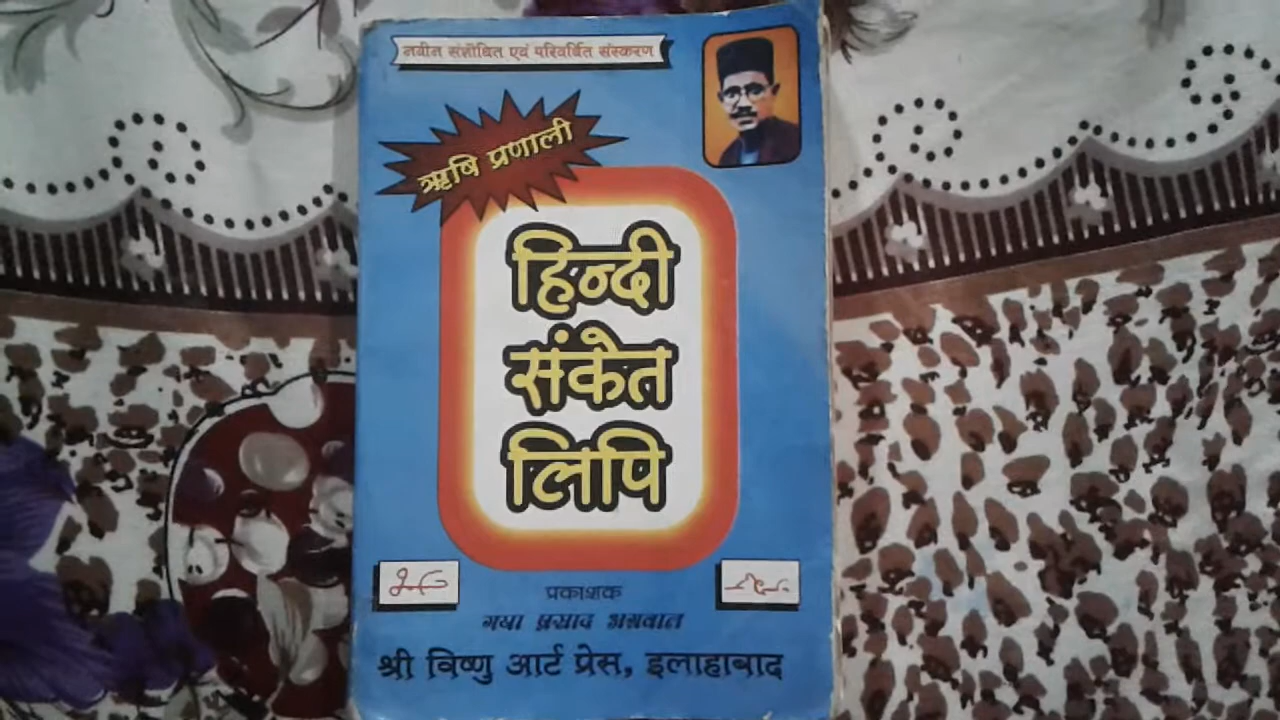 नवीन संशोधित एवं परिवर्धित संस्करण
ऋषि प्रणाली
हिन्दी
संकेत
लिपि
प्रकाशक
गया प्रसाद अग्रवाल
श्री विष्णु आर्ट प्रेस, इलाहाबाद